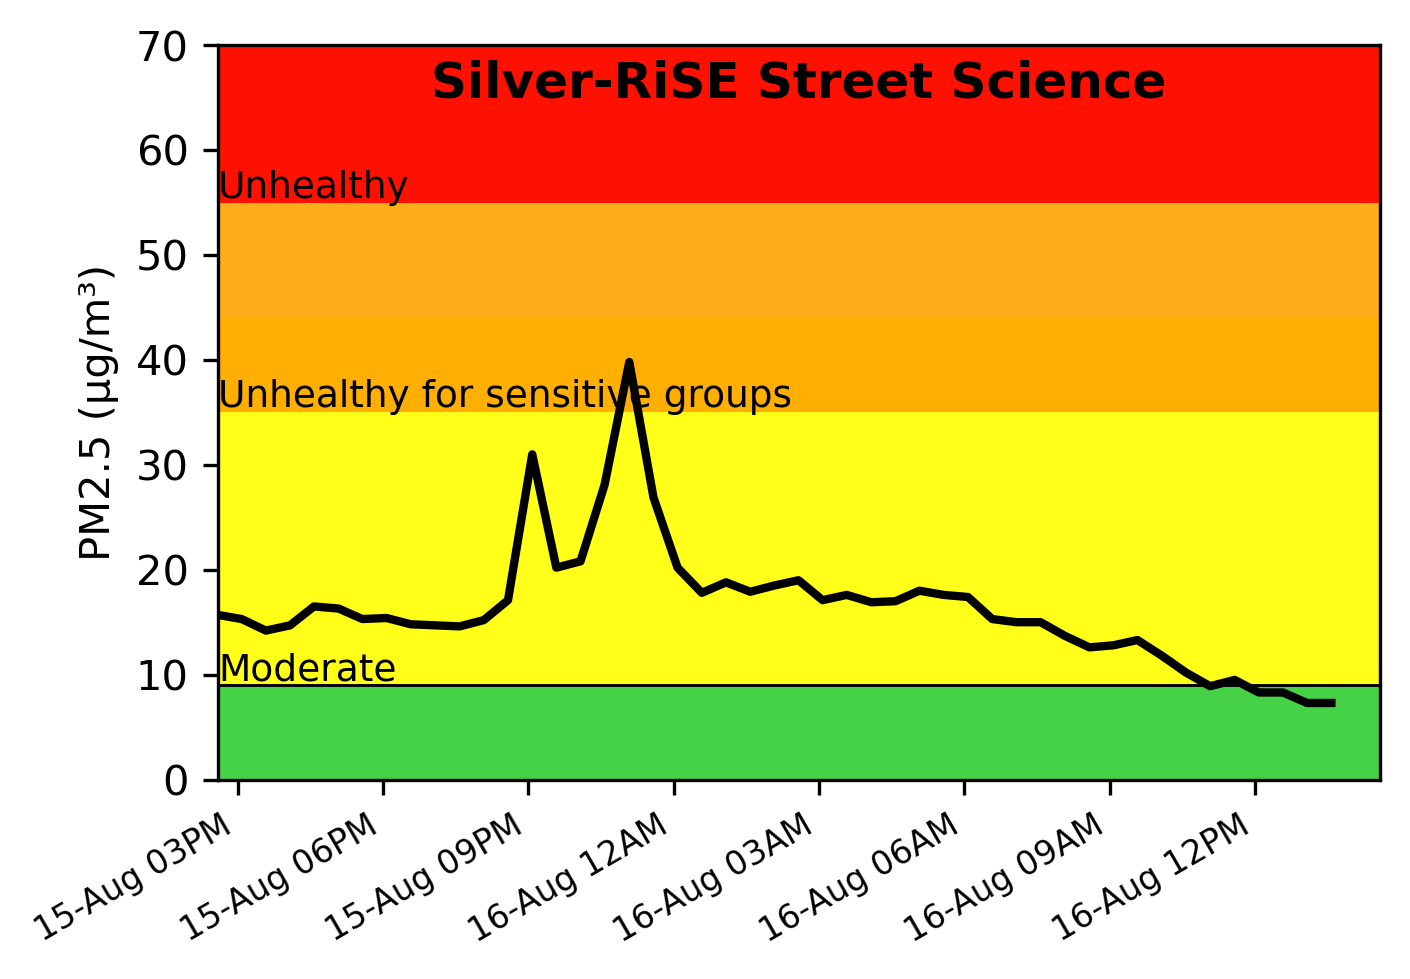 Silver-RiSE Street Science
70
60
Unhealthy
50
40
Unhealthy for sensitive groups
30
20
10
Moderate
0
PM2.5 (µg/m³)
15-Aug 03PM
15-Aug 06PM
15-Aug 09PM
16-Aug 12AM
16-Aug 03AM
16-Aug 06AM
16-Aug 09AM
16-Aug 12PM